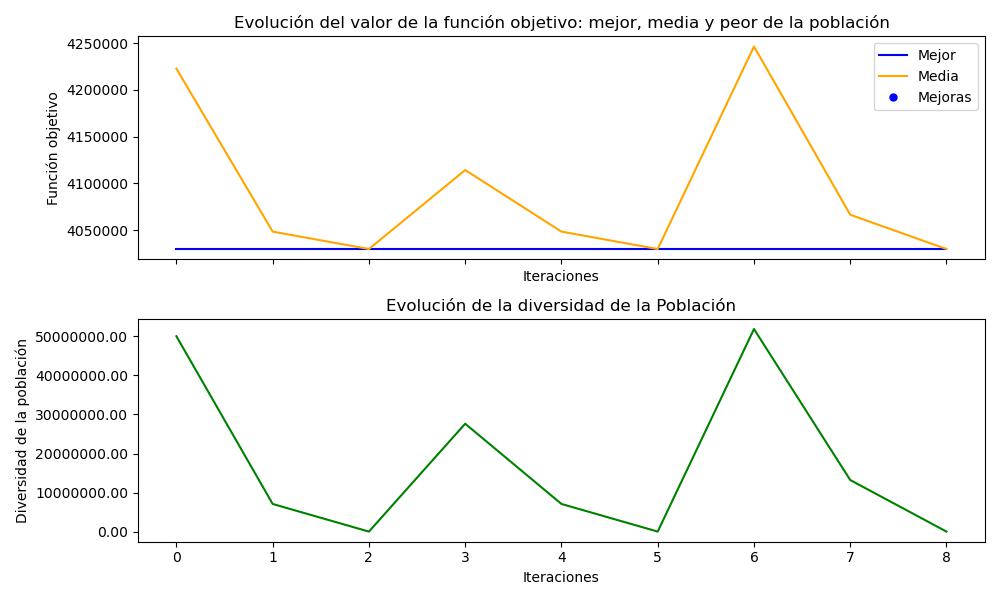 Evolución del valor de la función objetivo: mejor, media y peor de la población
Función objetivo
4250000
4200000
4150000
4100000
4050000
Mejor
Media
Mejoras
Iteraciones
Evolución de la diversidad de la Población
Diversidad de la población
50000000.00
40000000.00
30000000.00
20000000.00
10000000.00
0.00
0 1 2 3 4 5 6 7 8
Iteraciones